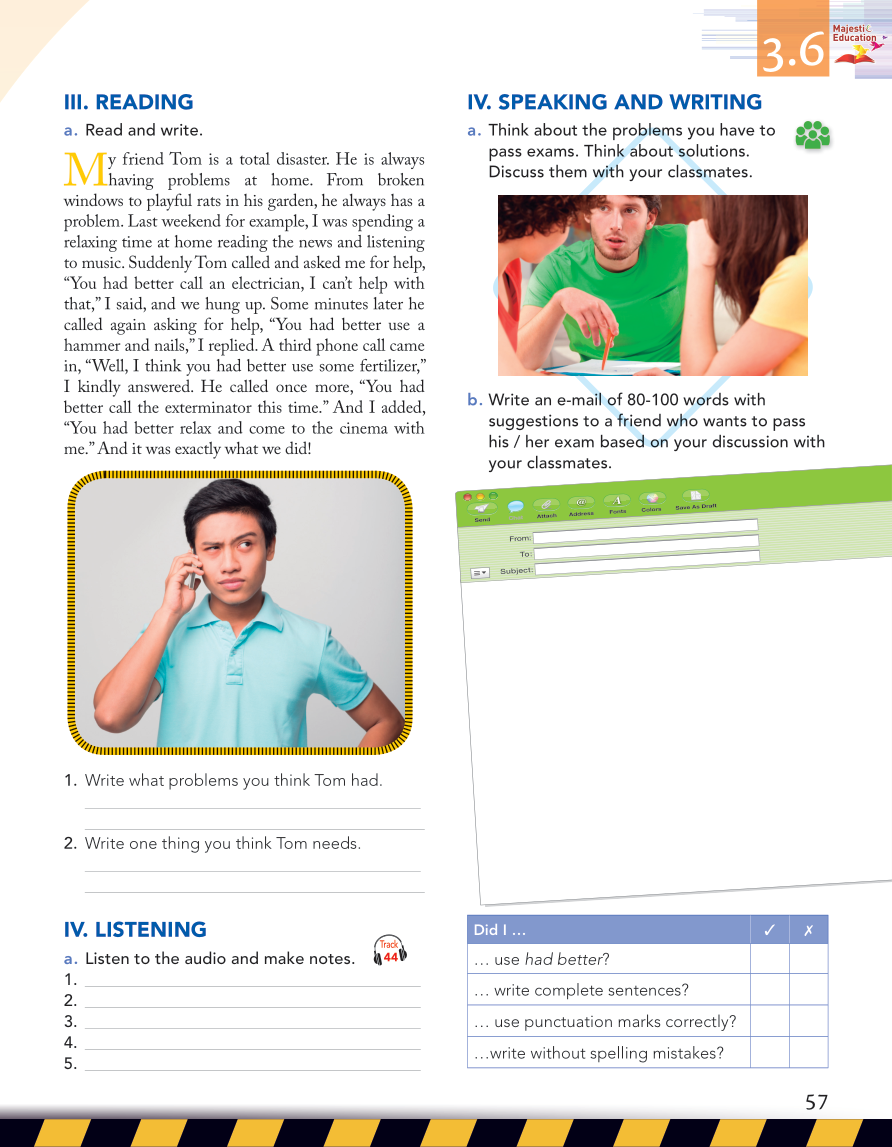 3.6
Majestic
Education
III. READING
a. Read and write.
My friend Tom is a total disaster. He is always
having problems at home. From broken
windows to playful rats in his garden, he always has a
problem. Last weekend for example, I was spending a
relaxing time at home reading the news and listening
to music. Suddenly Tom called and asked me for help,
“You had better call an electrician, I can’t help with
that,” I said, and we hung up. Some minutes later he
called again asking for help, “You had better use a
hammer and nails,” I replied. A third phone call came
in, “Well, I think you had better use some fertilizer,”
I kindly answered. He called once more, “You had
better call the exterminator this time.” And I added,
“You had better relax and come to the cinema with
me.” And it was exactly what we did!
1. Write what problems you think Tom had.
2. Write one thing you think Tom needs.
IV. LISTENING
a. Listen to the audio and make notes.
Track
44
1.
2.
3.
4.
5.
IV. SPEAKING AND WRITING
a. Think about the problems you have to
pass exams. Think about solutions.
Discuss them with your classmates.
b. Write an e-mail of 80-100 words with
suggestions to a friend who wants to pass
his / her exam based on your discussion with
your classmates.
Send Attach Address Fonts Colors Save As Draft
From:
To:
Subject:
Did I … ✓ ✗
… use had better?
… write complete sentences?
… use punctuation marks correctly?
…write without spelling mistakes?
57